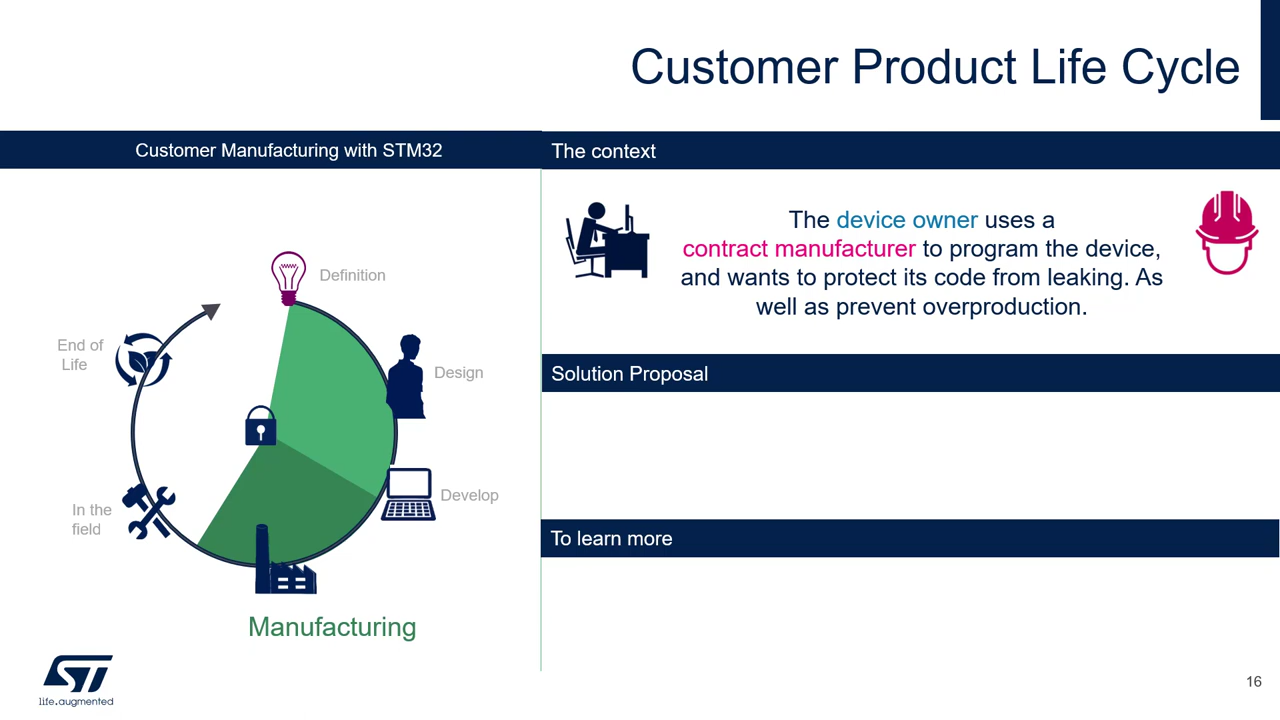 Customer Product Life Cycle
Customer Manufacturing with STM32
The context
The device owner uses a
contract manufacturer to program the device,
and wants to protect its code from leaking. As
well as prevent overproduction.
Definition
End of
Life
Design
Solution Proposal
Develop
In the
field
To learn more
Manufacturing
ST
life.augmented
16